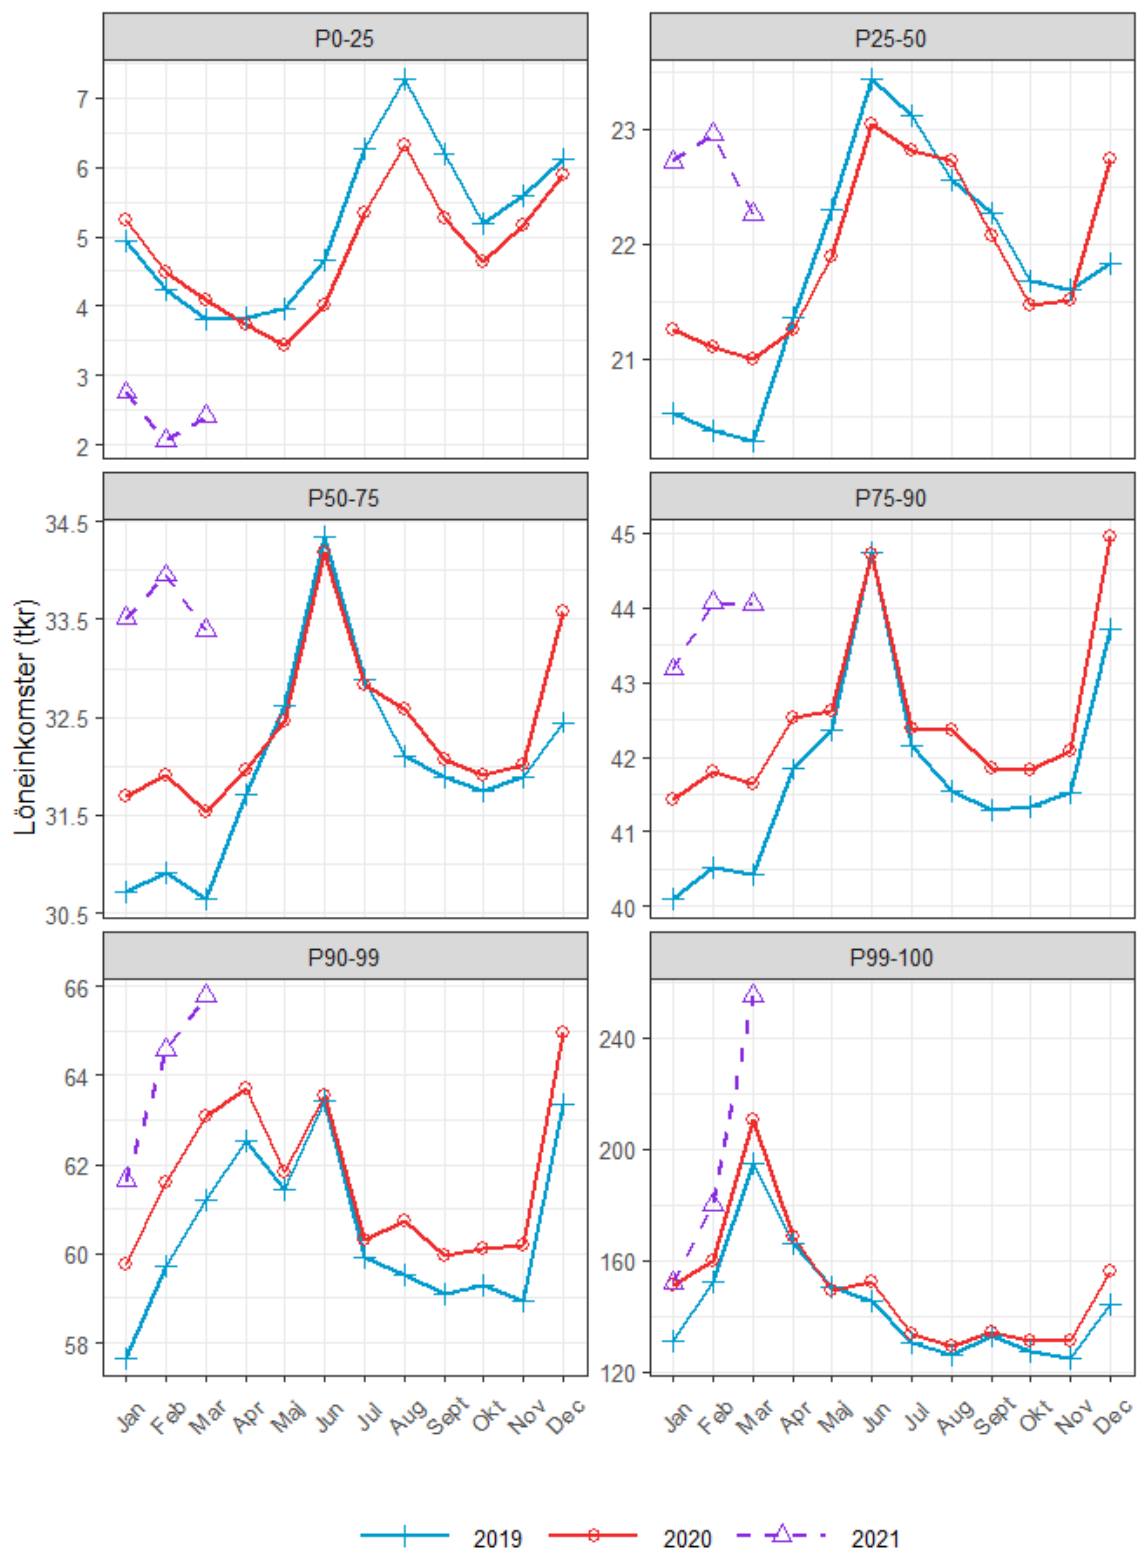 P0-25
P25-50
7
6
5
4
3
2
23
22
21
P50-75
P75-90
Löneinkomster (tkr)
34.5
33.5
32.5
31.5
30.5
45
44
43
42
41
40
P90-99
P99-100
66
64
62
60
58
240
200
160
120
Jan Feb Mar Apr Maj Jun Jul Aug Sept Okt Nov Dec
Jan Feb Mar Apr Maj Jun Jul Aug Sept Okt Nov Dec
2019 2020 2021